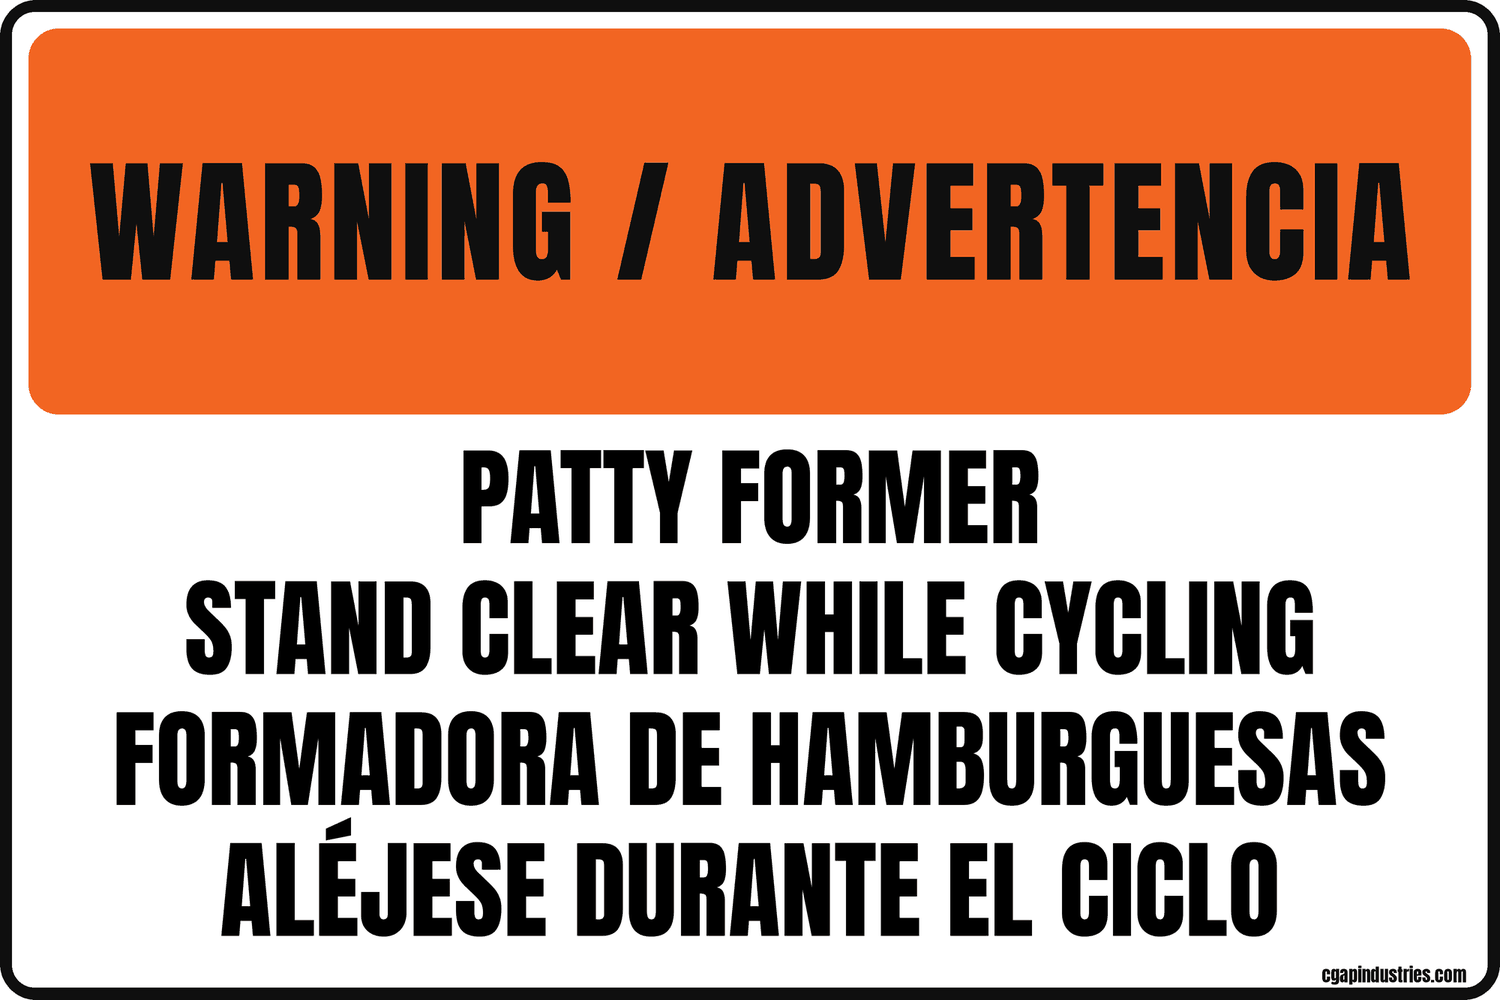 WARNING / ADVERTENCIA
PATTY FORMER
STAND CLEAR WHILE CYCLING
FORMADORA DE HAMBURGUESAS
ALÉJESE DURANTE EL CICLO
cgapindustries.com